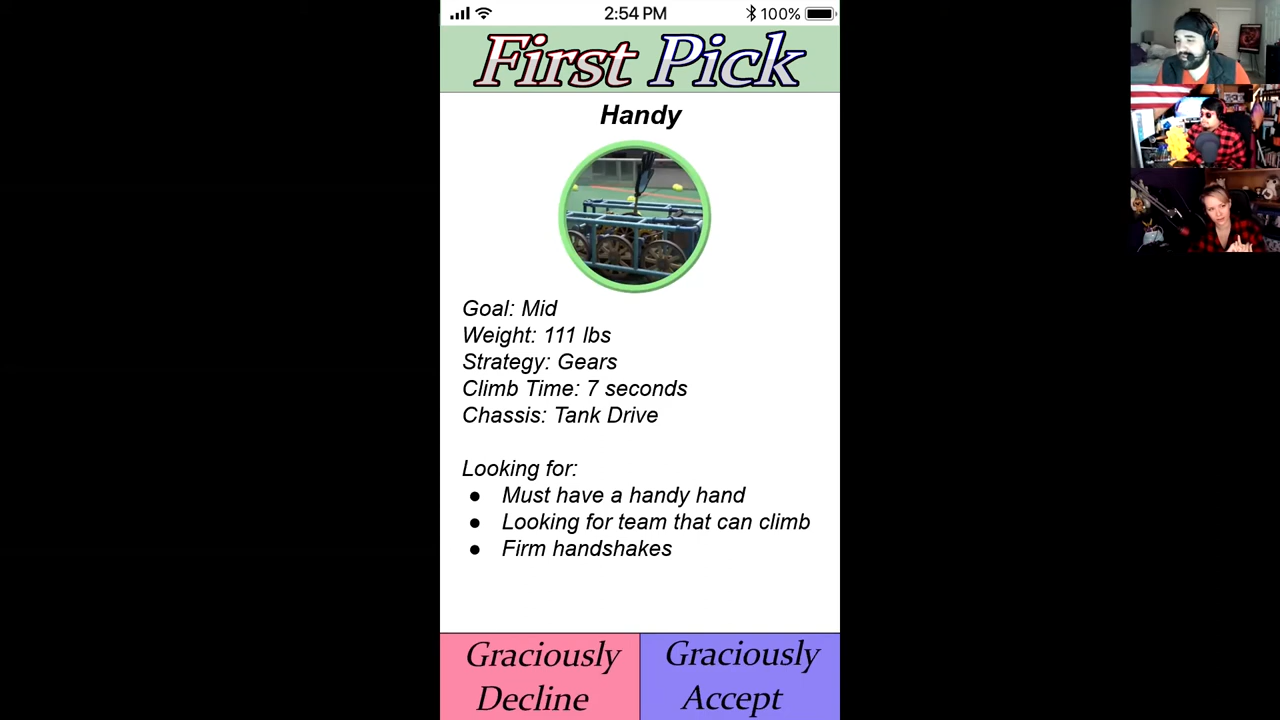 2:54 PM
100%
First Pick
Handy
Goal: Mid
Weight: 111 lbs
Strategy: Gears
Climb Time: 7 seconds
Chassis: Tank Drive
Looking for:
● Must have a handy hand
● Looking for team that can climb
● Firm handshakes
Graciously
Decline
Graciously
Accept